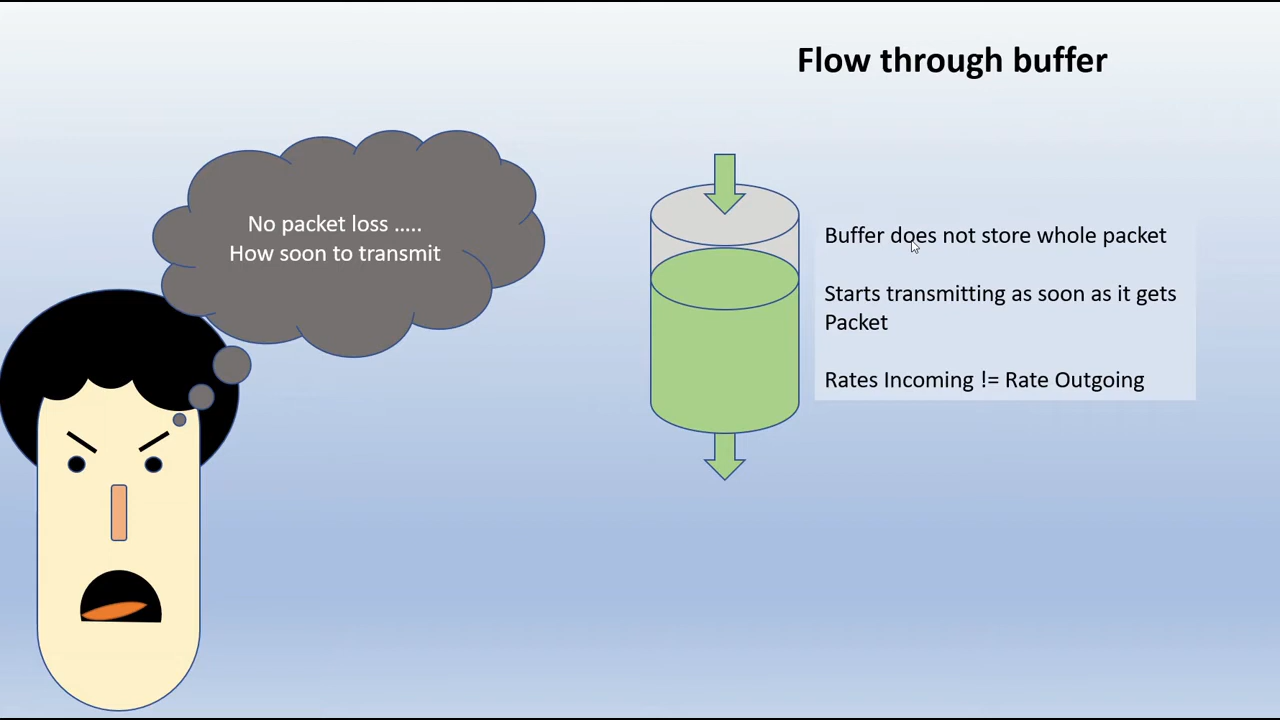 Flow through buffer
No packet loss .....
How soon to transmit
Buffer does not store whole packet
Starts transmitting as soon as it gets
Packet
Rates Incoming != Rate Outgoing